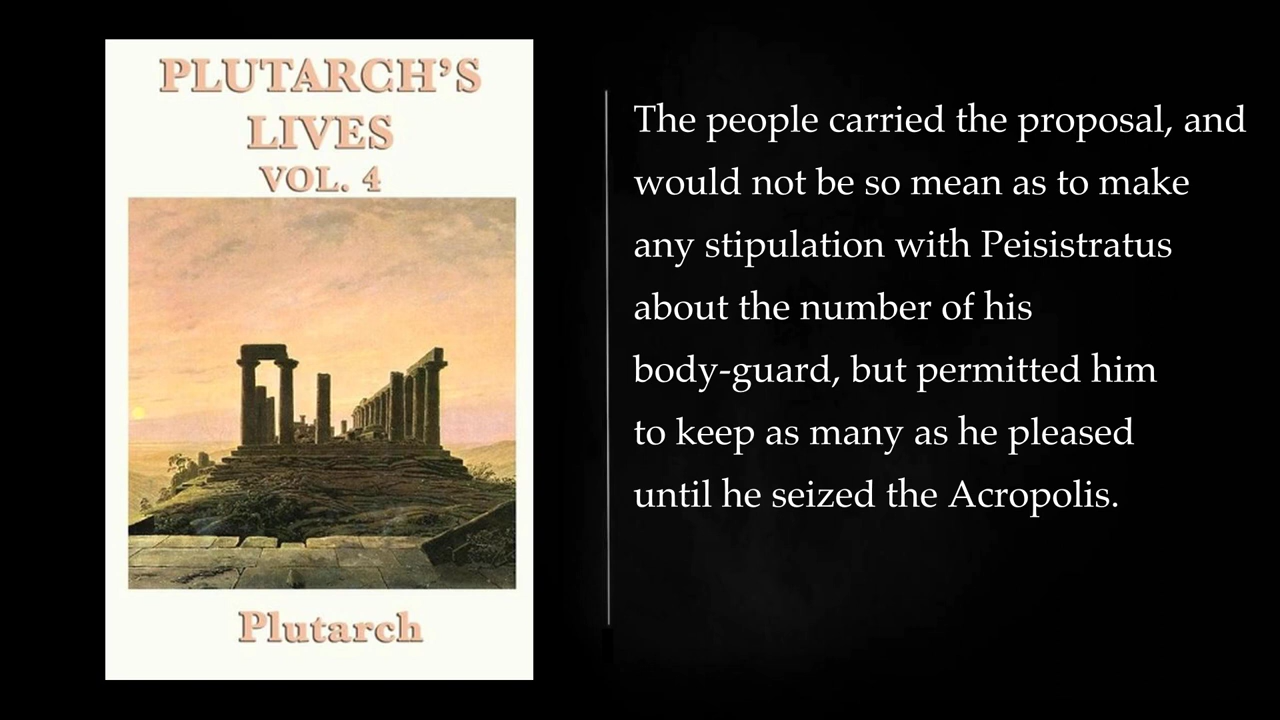 PLUTARCH'S
LIVES
VOL. 4
Plutarch
The people carried the proposal, and
would not be so mean as to make
any stipulation with Peisistratus
about the number of his
body-guard, but permitted him
to keep as many as he pleased
until he seized the Acropolis.